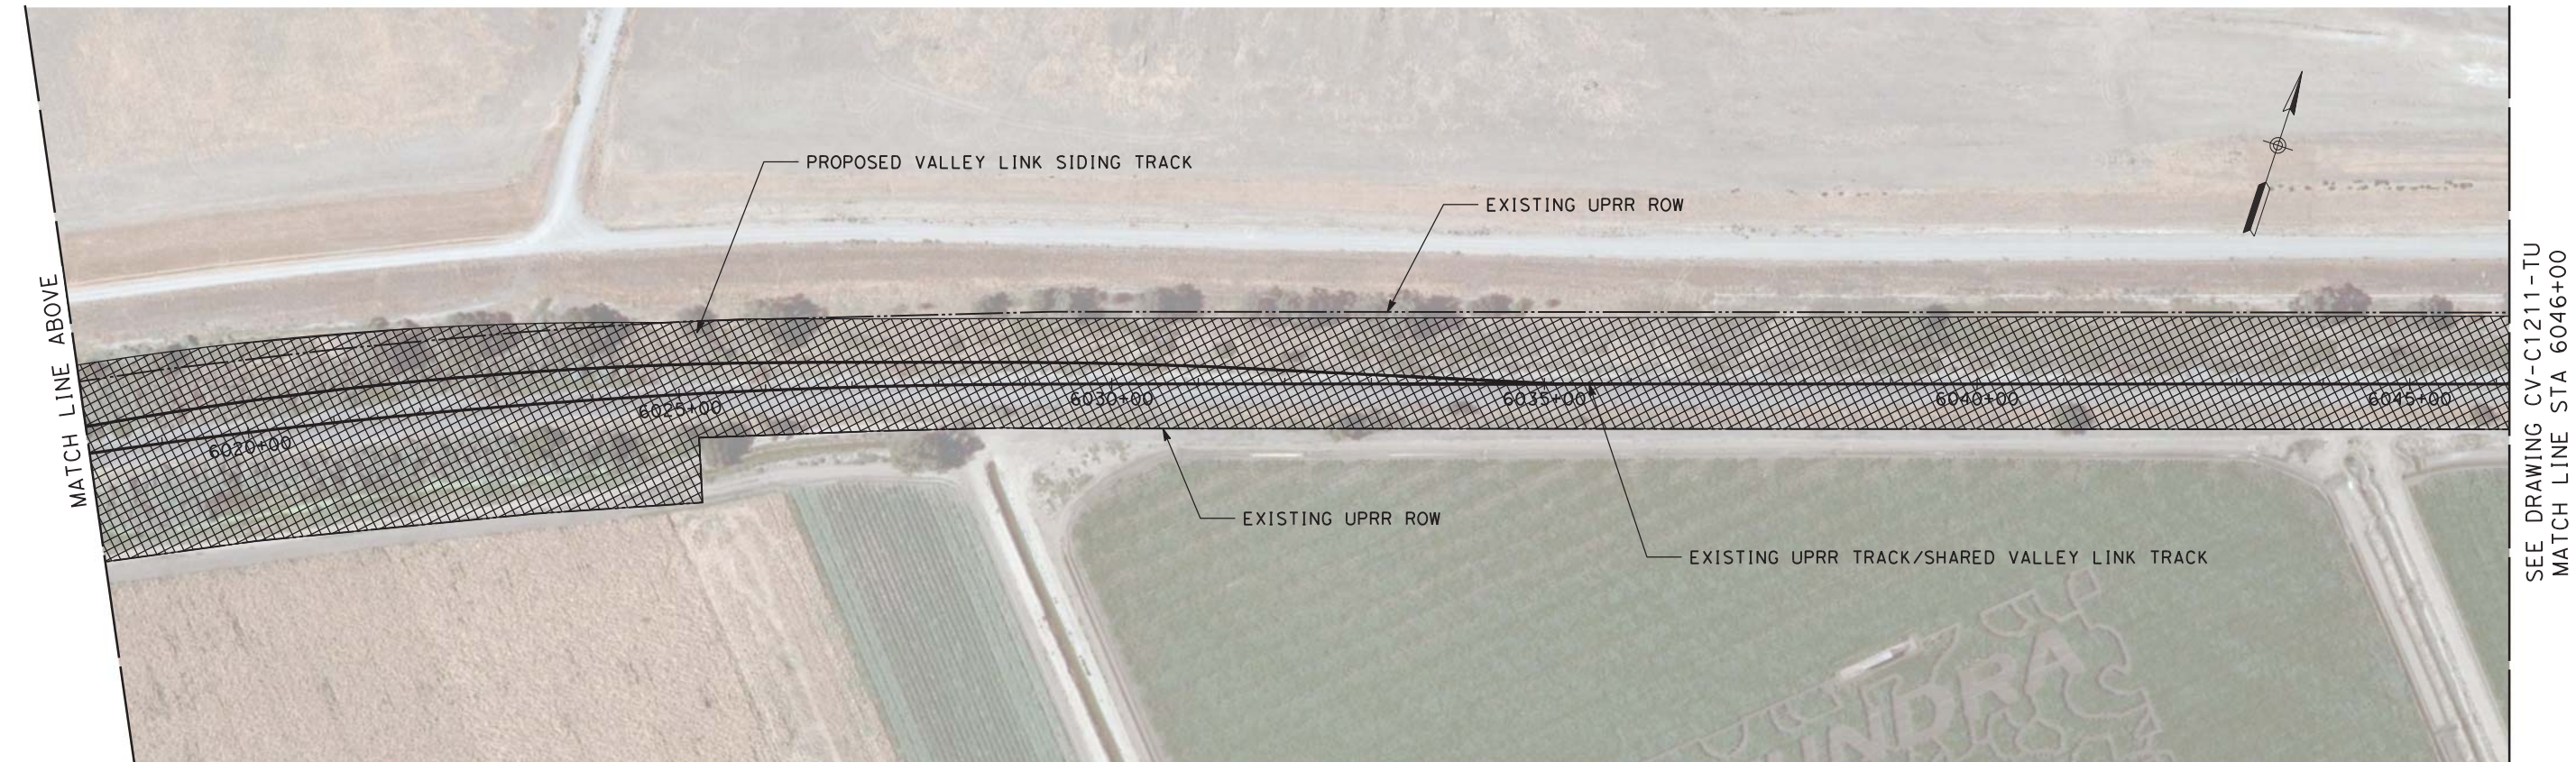 PROPOSED VALLEY LINK SIDING TRACK
EXISTING UPRR ROW
MATCH LINE ABOVE
6020+00
6025+00
6030+00
6035+00
6040+00
6045+00
EXISTING UPRR ROW
EXISTING UPRR TRACK/SHARED VALLEY LINK TRACK
SEE DRAWING CV-C1211-TU
MATCH LINE STA 6046+00